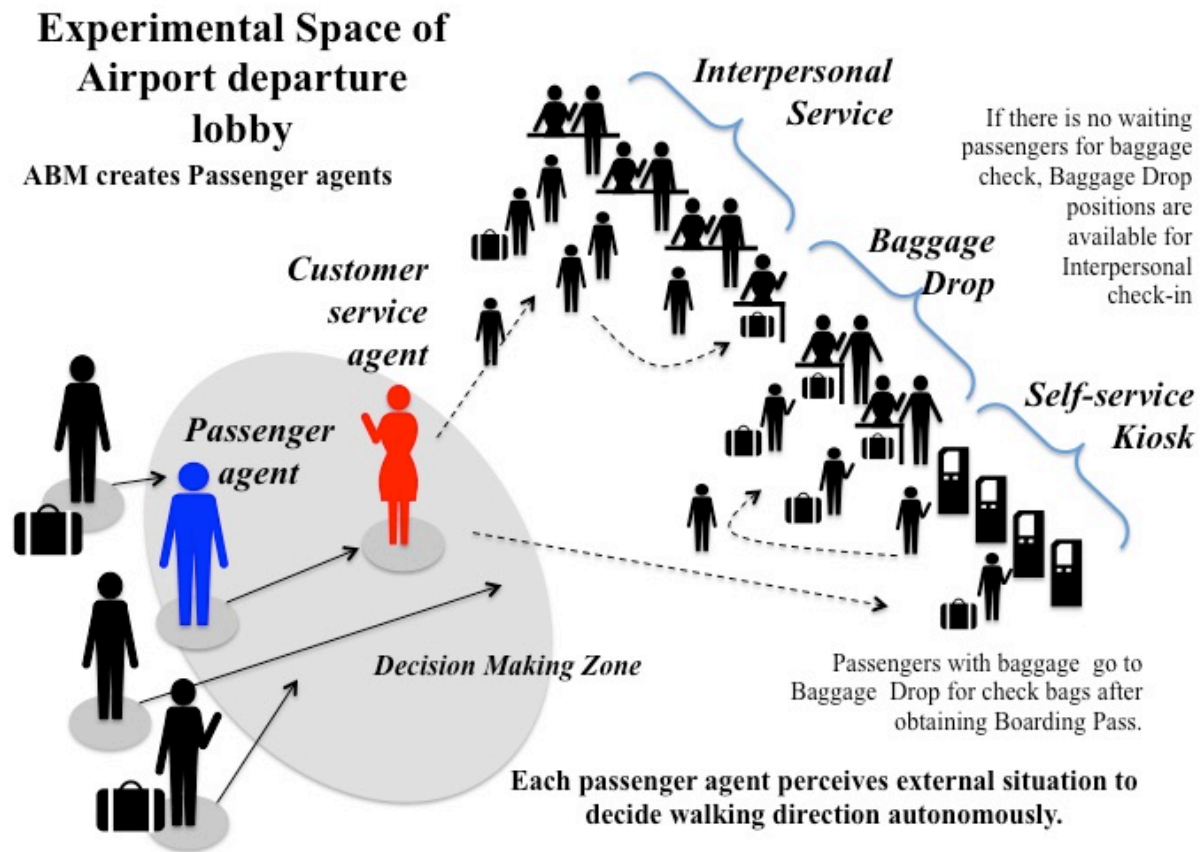 Experimental Space of
Airport departure
lobby
ABM creates Passenger agents
Interpersonal
Service
If there is no waiting
passengers for baggage
check, Baggage Drop
positions are
available for
Interpersonal
check-in
Baggage
Drop
Customer
service
agent
Self-service
Kiosk
Passenger
agent
Decision Making Zone
Passengers with baggage go to
Baggage Drop for check bags after
obtaining Boarding Pass.
Each passenger agent perceives external situation to
decide walking direction autonomously.